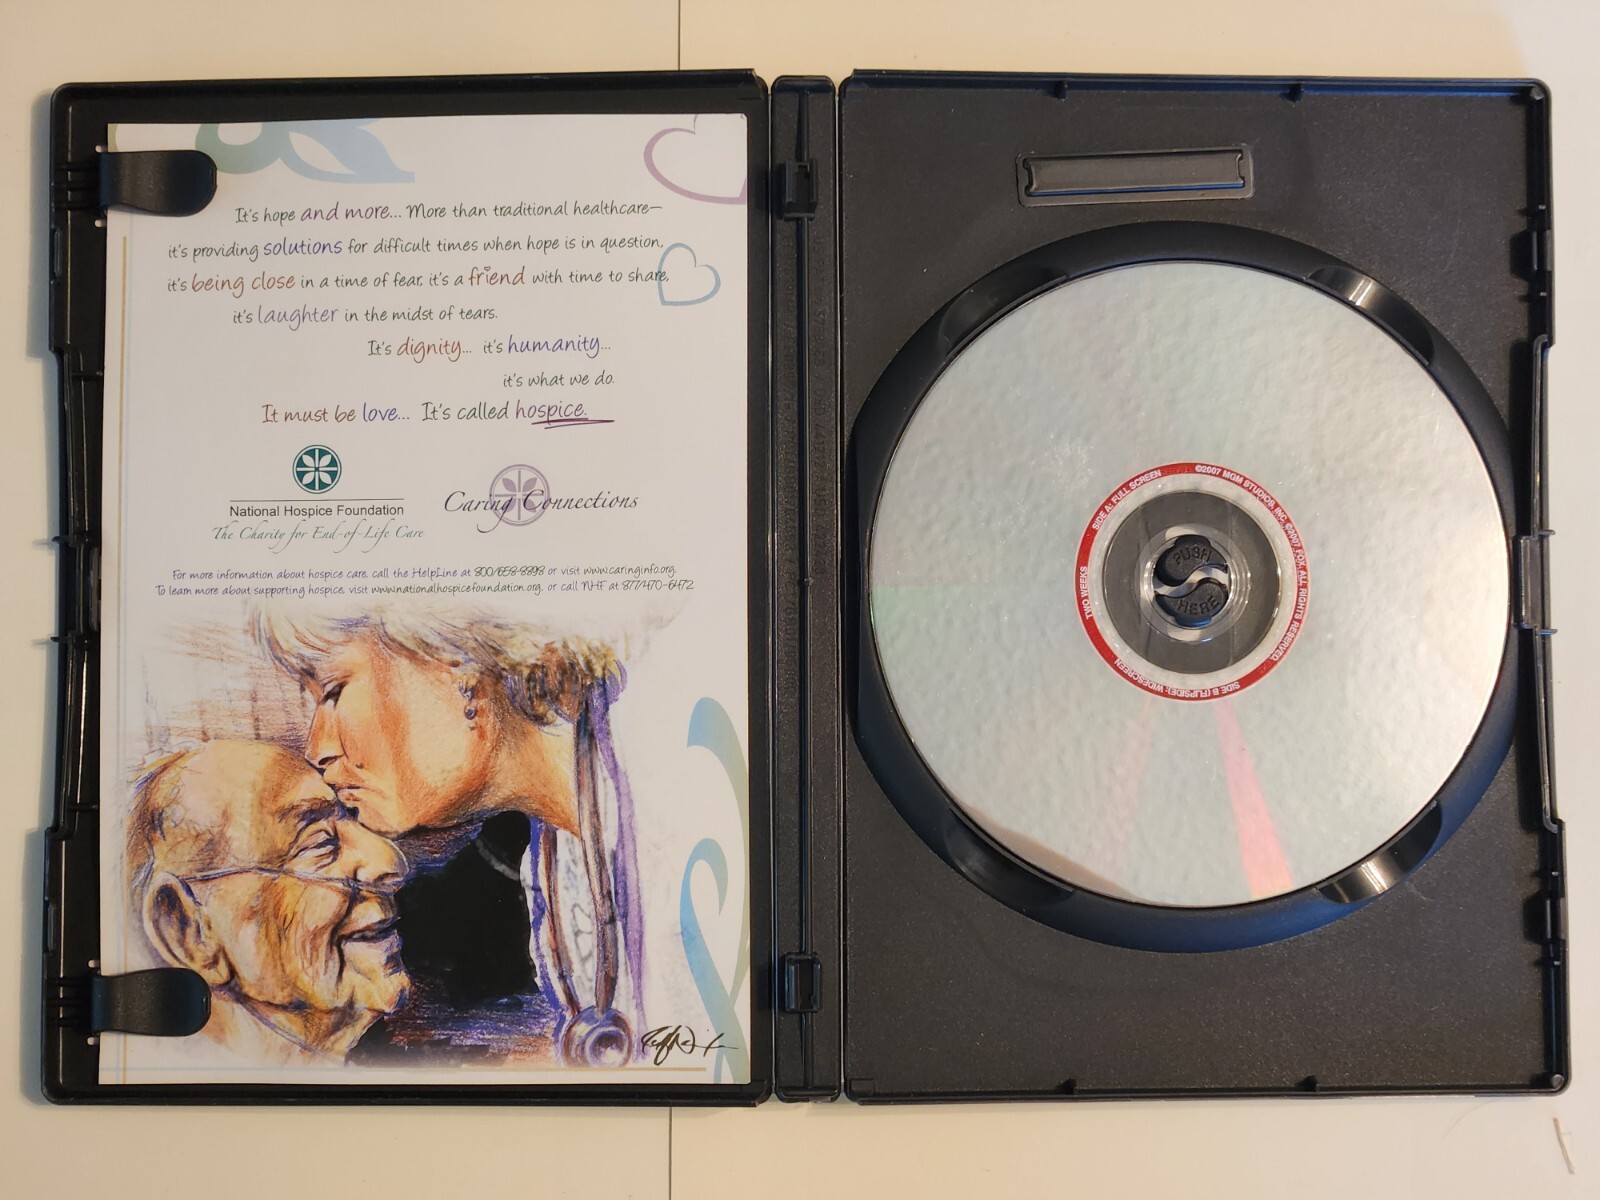 It's hope and more... More than traditional healthcare—
it's providing solutions for difficult times when hope is in question,
it's being close in a time of fear, it's a friend with time to share,
it's laughter in the midst of tears.
It's dignity... it's humanity...
it's what we do.
It must be love... It's called hospice.
National Hospice Foundation
The Charity for End-of-Life Care
Caring Connections
For more information about hospice care, call the HelpLine at 800/658-8898 or visit www.caringinfo.org.
To learn more about supporting hospice, visit www.nationalhospicefoundation.org. or call NHF at 877/470-6472
TWO WEEKS
SIDE A: FULL SCREEN
©2007 MGM STUDIOS, INC. ©2007 FOX. ALL RIGHTS RESERVED.
SIDE B (FLIPSIDE): WIDESCREEN
PUSH
HERE